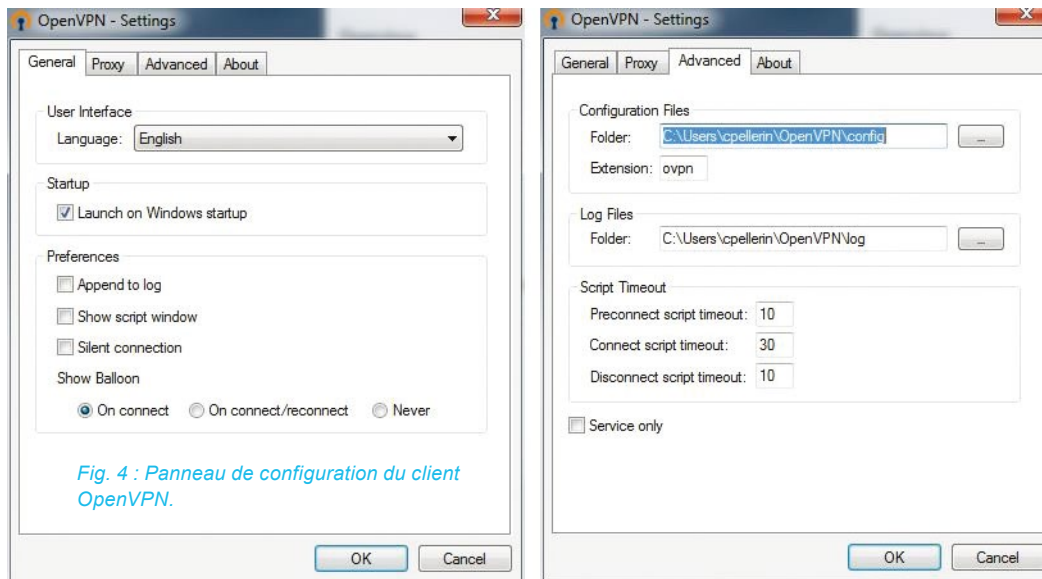 OpenVPN - Settings
General Proxy Advanced About
User Interface
Language: English
Startup
Launch on Windows startup
Preferences
Append to log
Show script window
Silent connection
Show Balloon
On connect On connect/reconnect Never
Fig. 4 : Panneau de configuration du client
OpenVPN.
OK Cancel
OpenVPN - Settings
General Proxy Advanced About
Configuration Files
Folder: C:\Users\cpellerin\OpenVPN\config ...
Extension: ovpn
Log Files
Folder: C:\Users\cpellerin\OpenVPN\log ...
Script Timeout
Preconnect script timeout: 10
Connect script timeout: 30
Disconnect script timeout: 10
Service only
OK Cancel